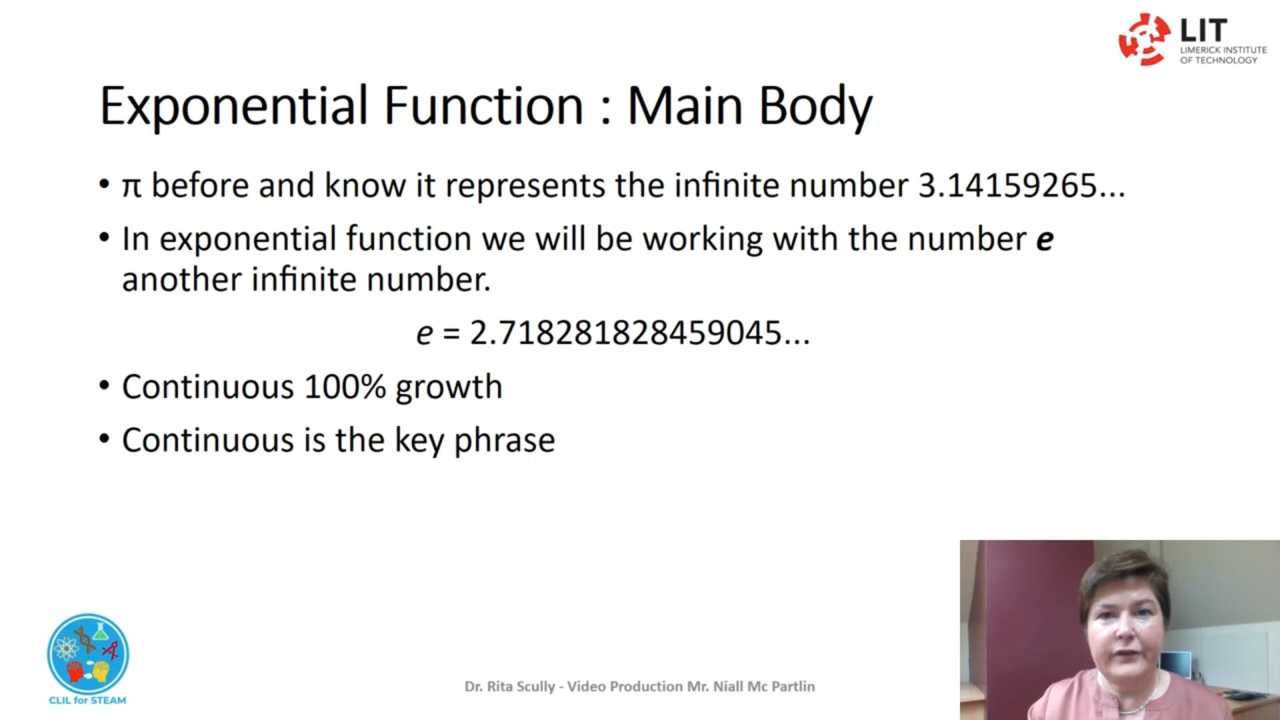 LIT
LIMERICK INSTITUTE
OF TECHNOLOGY
Exponential Function : Main Body
• π before and know it represents the infinite number 3.14159265...
• In exponential function we will be working with the number e
another infinite number.
e = 2.718281828459045...
• Continuous 100% growth
• Continuous is the key phrase
CLIL for STEAM
Dr. Rita Scully - Video Production Mr. Niall Mc Partlin